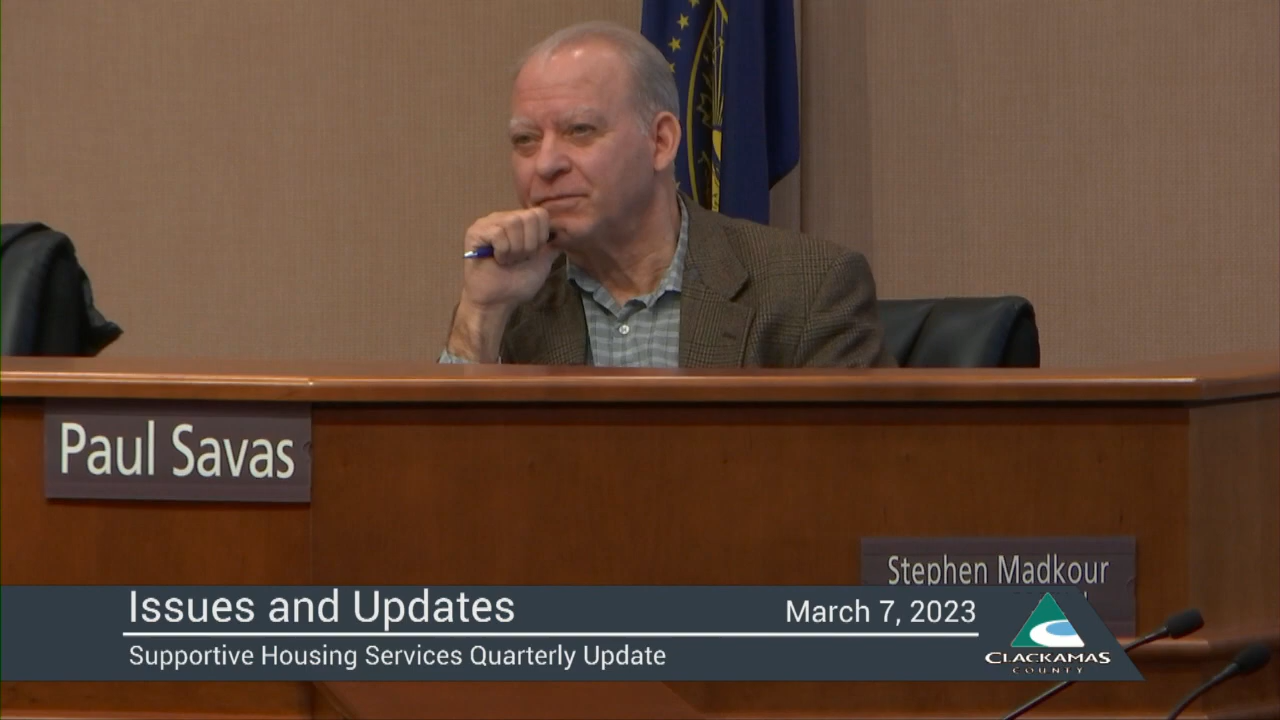 Paul Savas
Stephen Madkour
Issues and Updates
March 7, 2023
Supportive Housing Services Quarterly Update
CLACKAMAS
COUNTY